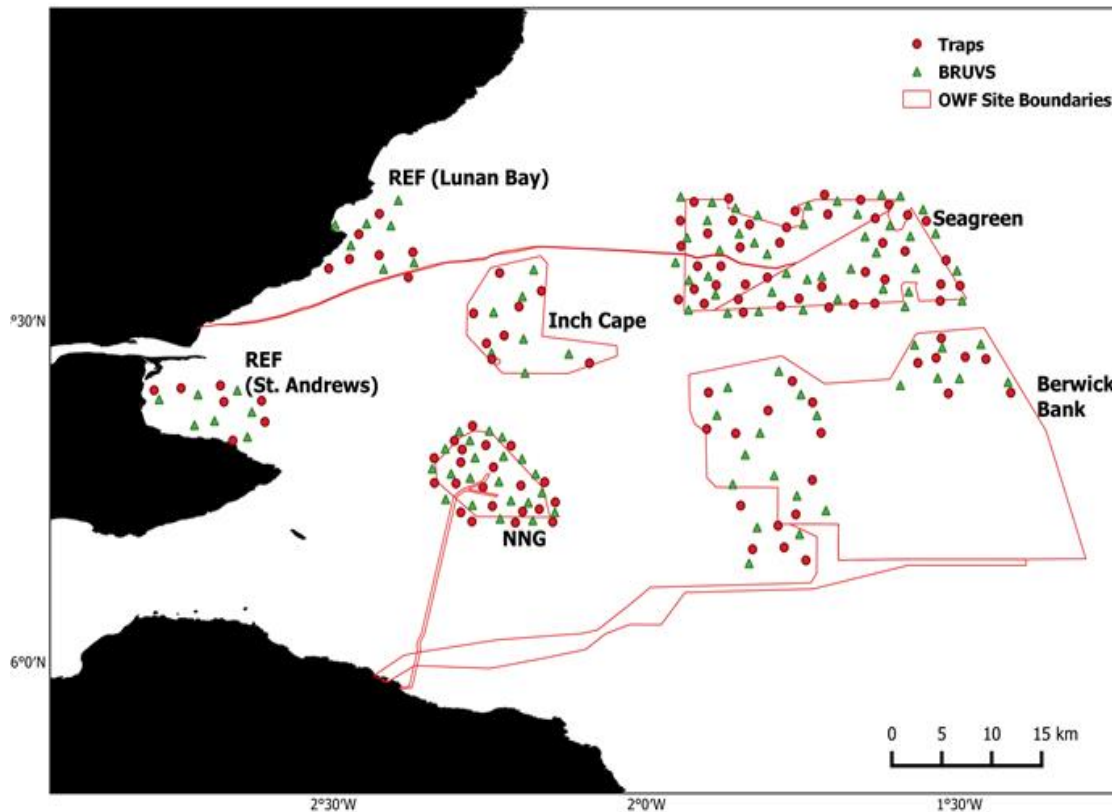 Traps
BRUVS
OWF Site Boundaries
REF (Lunan Bay)
Seagreen
Inch Cape
°30'N
REF
(St. Andrews)
Berwick
Bank
NNG
6°0'N
0 5 10 15 km
2°30'W 2°0'W 1°30'W